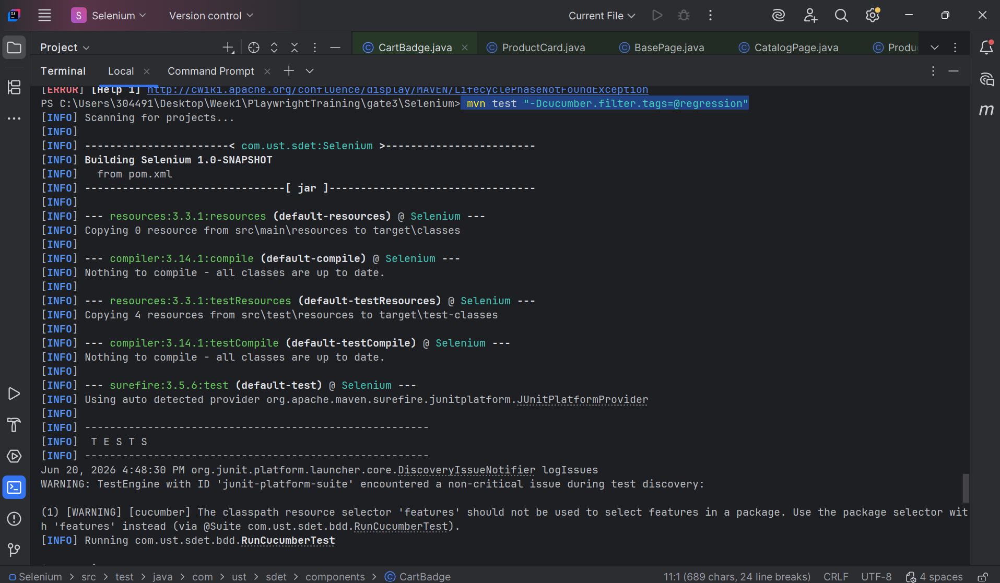 S Selenium Version control Current File
Project CartBadge.java ProductCard.java BasePage.java CatalogPage.java Produ
Terminal Local Command Prompt
[ERROR] [Help 1] http://cwiki.apache.org/confluence/display/MAVEN/LifecyclePhaseNotFoundException
PS C:\Users\304491\Desktop\Week1\PlaywrightTraining\gate3\Selenium> mvn test "-Dcucumber.filter.tags=@regression"
[INFO] Scanning for projects...
[INFO]
[INFO] -----------------------< com.ust.sdet:Selenium >------------------------
[INFO] Building Selenium 1.0-SNAPSHOT
[INFO]   from pom.xml
[INFO] --------------------------------[ jar ]---------------------------------
[INFO]
[INFO] --- resources:3.3.1:resources (default-resources) @ Selenium ---
[INFO] Copying 0 resource from src\main\resources to target\classes
[INFO]
[INFO] --- compiler:3.14.1:compile (default-compile) @ Selenium ---
[INFO] Nothing to compile - all classes are up to date.
[INFO]
[INFO] --- resources:3.3.1:testResources (default-testResources) @ Selenium ---
[INFO] Copying 4 resources from src\test\resources to target\test-classes
[INFO]
[INFO] --- compiler:3.14.1:testCompile (default-testCompile) @ Selenium ---
[INFO] Nothing to compile - all classes are up to date.
[INFO]
[INFO] --- surefire:3.5.6:test (default-test) @ Selenium ---
[INFO] Using auto detected provider org.apache.maven.surefire.junitplatform.JUnitPlatformProvider
[INFO]
[INFO] -------------------------------------------------------
[INFO]  T E S T S
[INFO] -------------------------------------------------------
Jun 20, 2026 4:48:30 PM org.junit.platform.launcher.core.DiscoveryIssueNotifier logIssues
WARNING: TestEngine with ID 'junit-platform-suite' encountered a non-critical issue during test discovery:
(1) [WARNING] [cucumber] The classpath resource selector 'features' should not be used to select features in a package. Use the package selector wit
h 'features' instead (via @Suite com.ust.sdet.bdd.RunCucumberTest).
[INFO] Running com.ust.sdet.bdd.RunCucumberTest
Selenium > src > test > java > com > ust > sdet > components > CartBadge 11:1 (689 chars, 24 line breaks) CRLF UTF-8 4 spaces